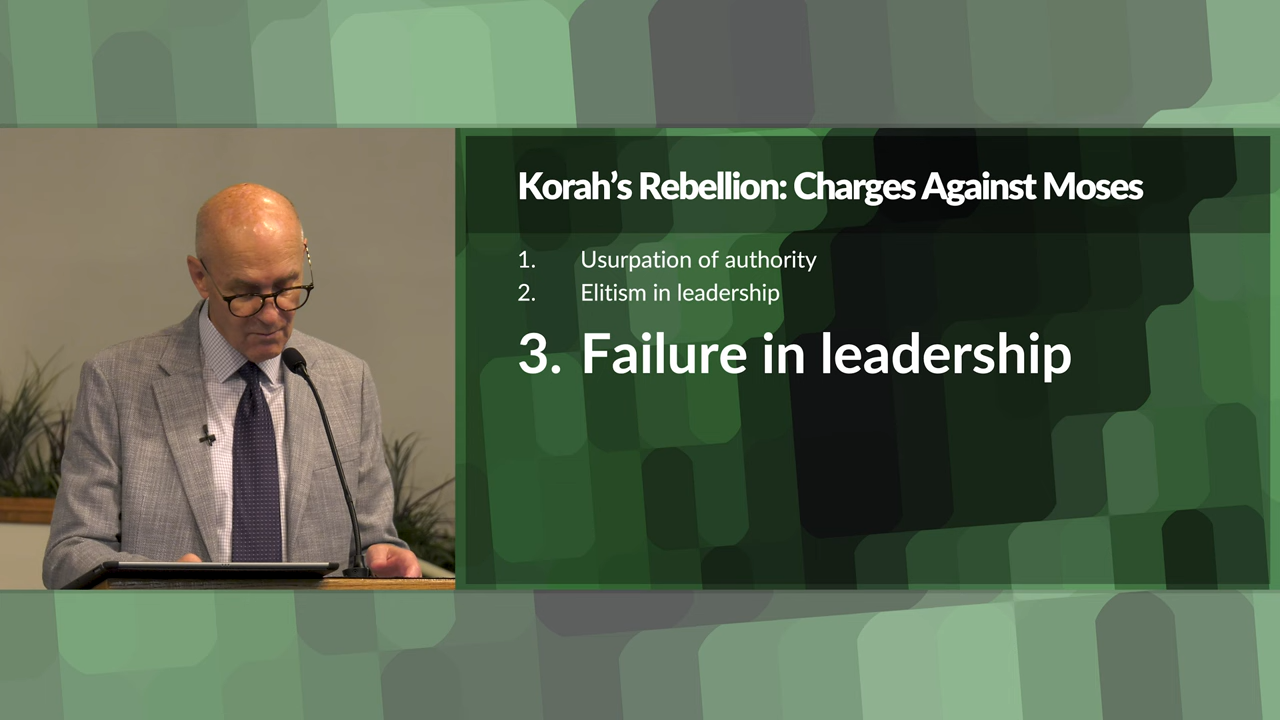 Korah’s Rebellion: Charges Against Moses
1. Usurpation of authority
2. Elitism in leadership
3. Failure in leadership